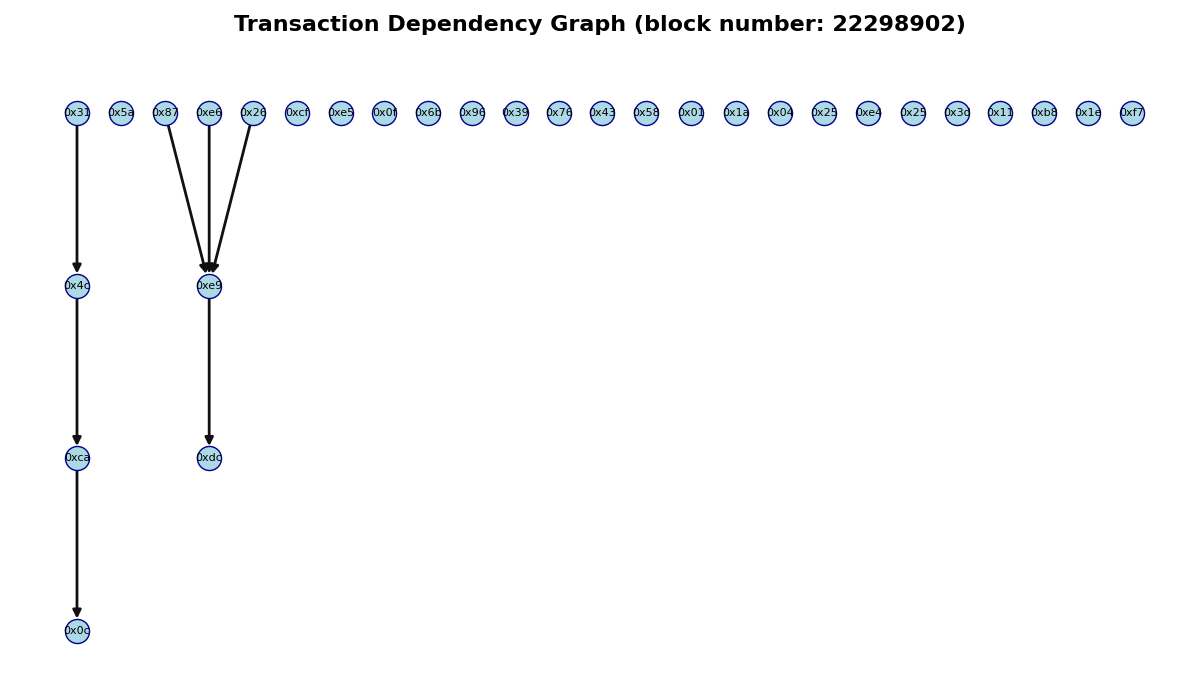 Transaction Dependency Graph (block number: 22298902)
0x31 0x5a 0x87 0xe6 0x26 0xcf 0xe5 0x0f 0x6b 0x96 0x39 0x76 0x43 0x58 0x01 0x1a 0x04 0x25 0xe4 0x25 0x3d 0x11 0xb8 0x1e 0xf7
0x4c 0xe9
0xca 0xdc
0x0c